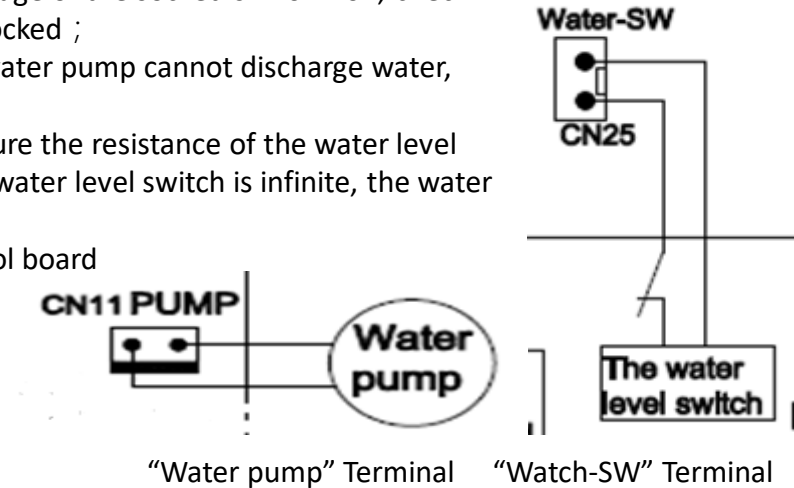 ocked；
ater pump cannot discharge water,
ure the resistance of the water level
water level switch is infinite, the water
ol board
Water-SW
CN25
CN11 PUMP
Water
pump
The water
level switch
“Water pump” Terminal “Watch-SW” Terminal